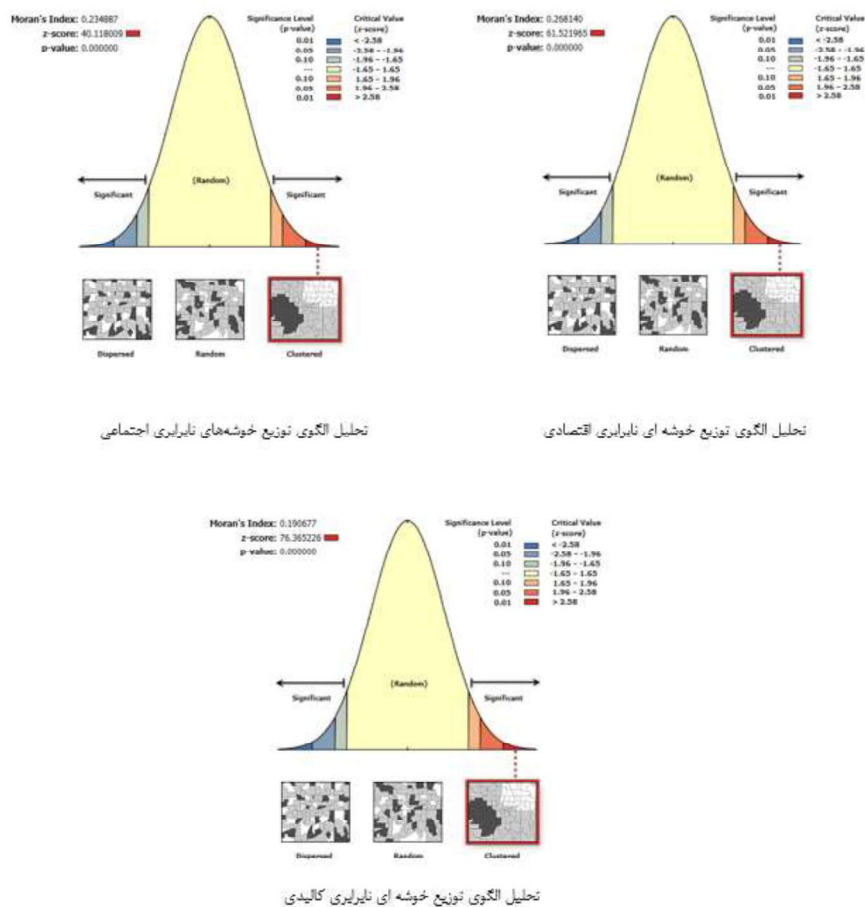 Moran's Index: 0.234887
z-score: 40.118009
p-value: 0.000000
Significance Level (p-value)
Critical Value (z-score)
0.01 < -2.58
0.05 -2.58 – -1.96
0.10 -1.96 – -1.65
--- -1.65 – 1.65
0.10 1.65 – 1.96
0.05 1.96 – 2.58
0.01 > 2.58
Significant
(Random)
Significant
Dispersed
Random
Clustered
تحلیل الگوی توزیع خوشه‌های نابرابری اجتماعی
Moran's Index: 0.268140
z-score: 61.521965
p-value: 0.000000
Significance Level (p-value)
Critical Value (z-score)
0.01 < -2.58
0.05 -2.58 – -1.96
0.10 -1.96 – -1.65
--- -1.65 – 1.65
0.10 1.65 – 1.96
0.05 1.96 – 2.58
0.01 > 2.58
Significant
(Random)
Significant
Dispersed
Random
Clustered
تحلیل الگوی توزیع خوشه ای نابرابری اقتصادی
Moran's Index: 0.190677
z-score: 76.365226
p-value: 0.000000
Significance Level (p-value)
Critical Value (z-score)
0.01 < -2.58
0.05 -2.58 – -1.96
0.10 -1.96 – -1.65
--- -1.65 – 1.65
0.10 1.65 – 1.96
0.05 1.96 – 2.58
0.01 > 2.58
Significant
(Random)
Significant
Dispersed
Random
Clustered
تحلیل الگوی توزیع خوشه ای نابرابری کالبدی